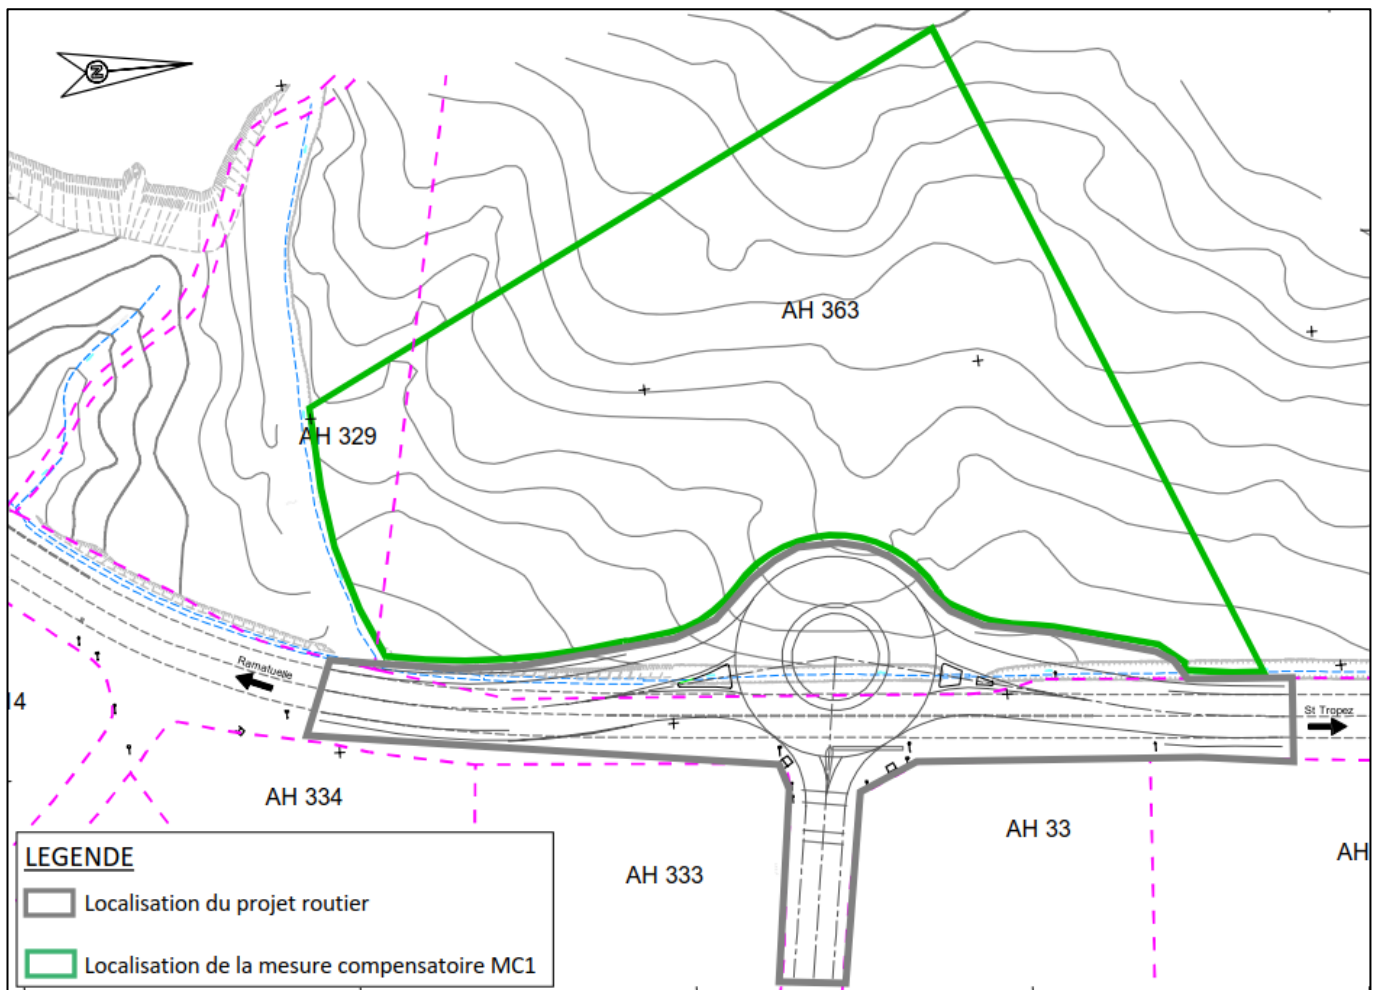 N
AH 363
AH 329
Ramatuelle
St Tropez
14
AH 334
AH 33
AH 333
AH
LEGENDE
Localisation du projet routier
Localisation de la mesure compensatoire MC1